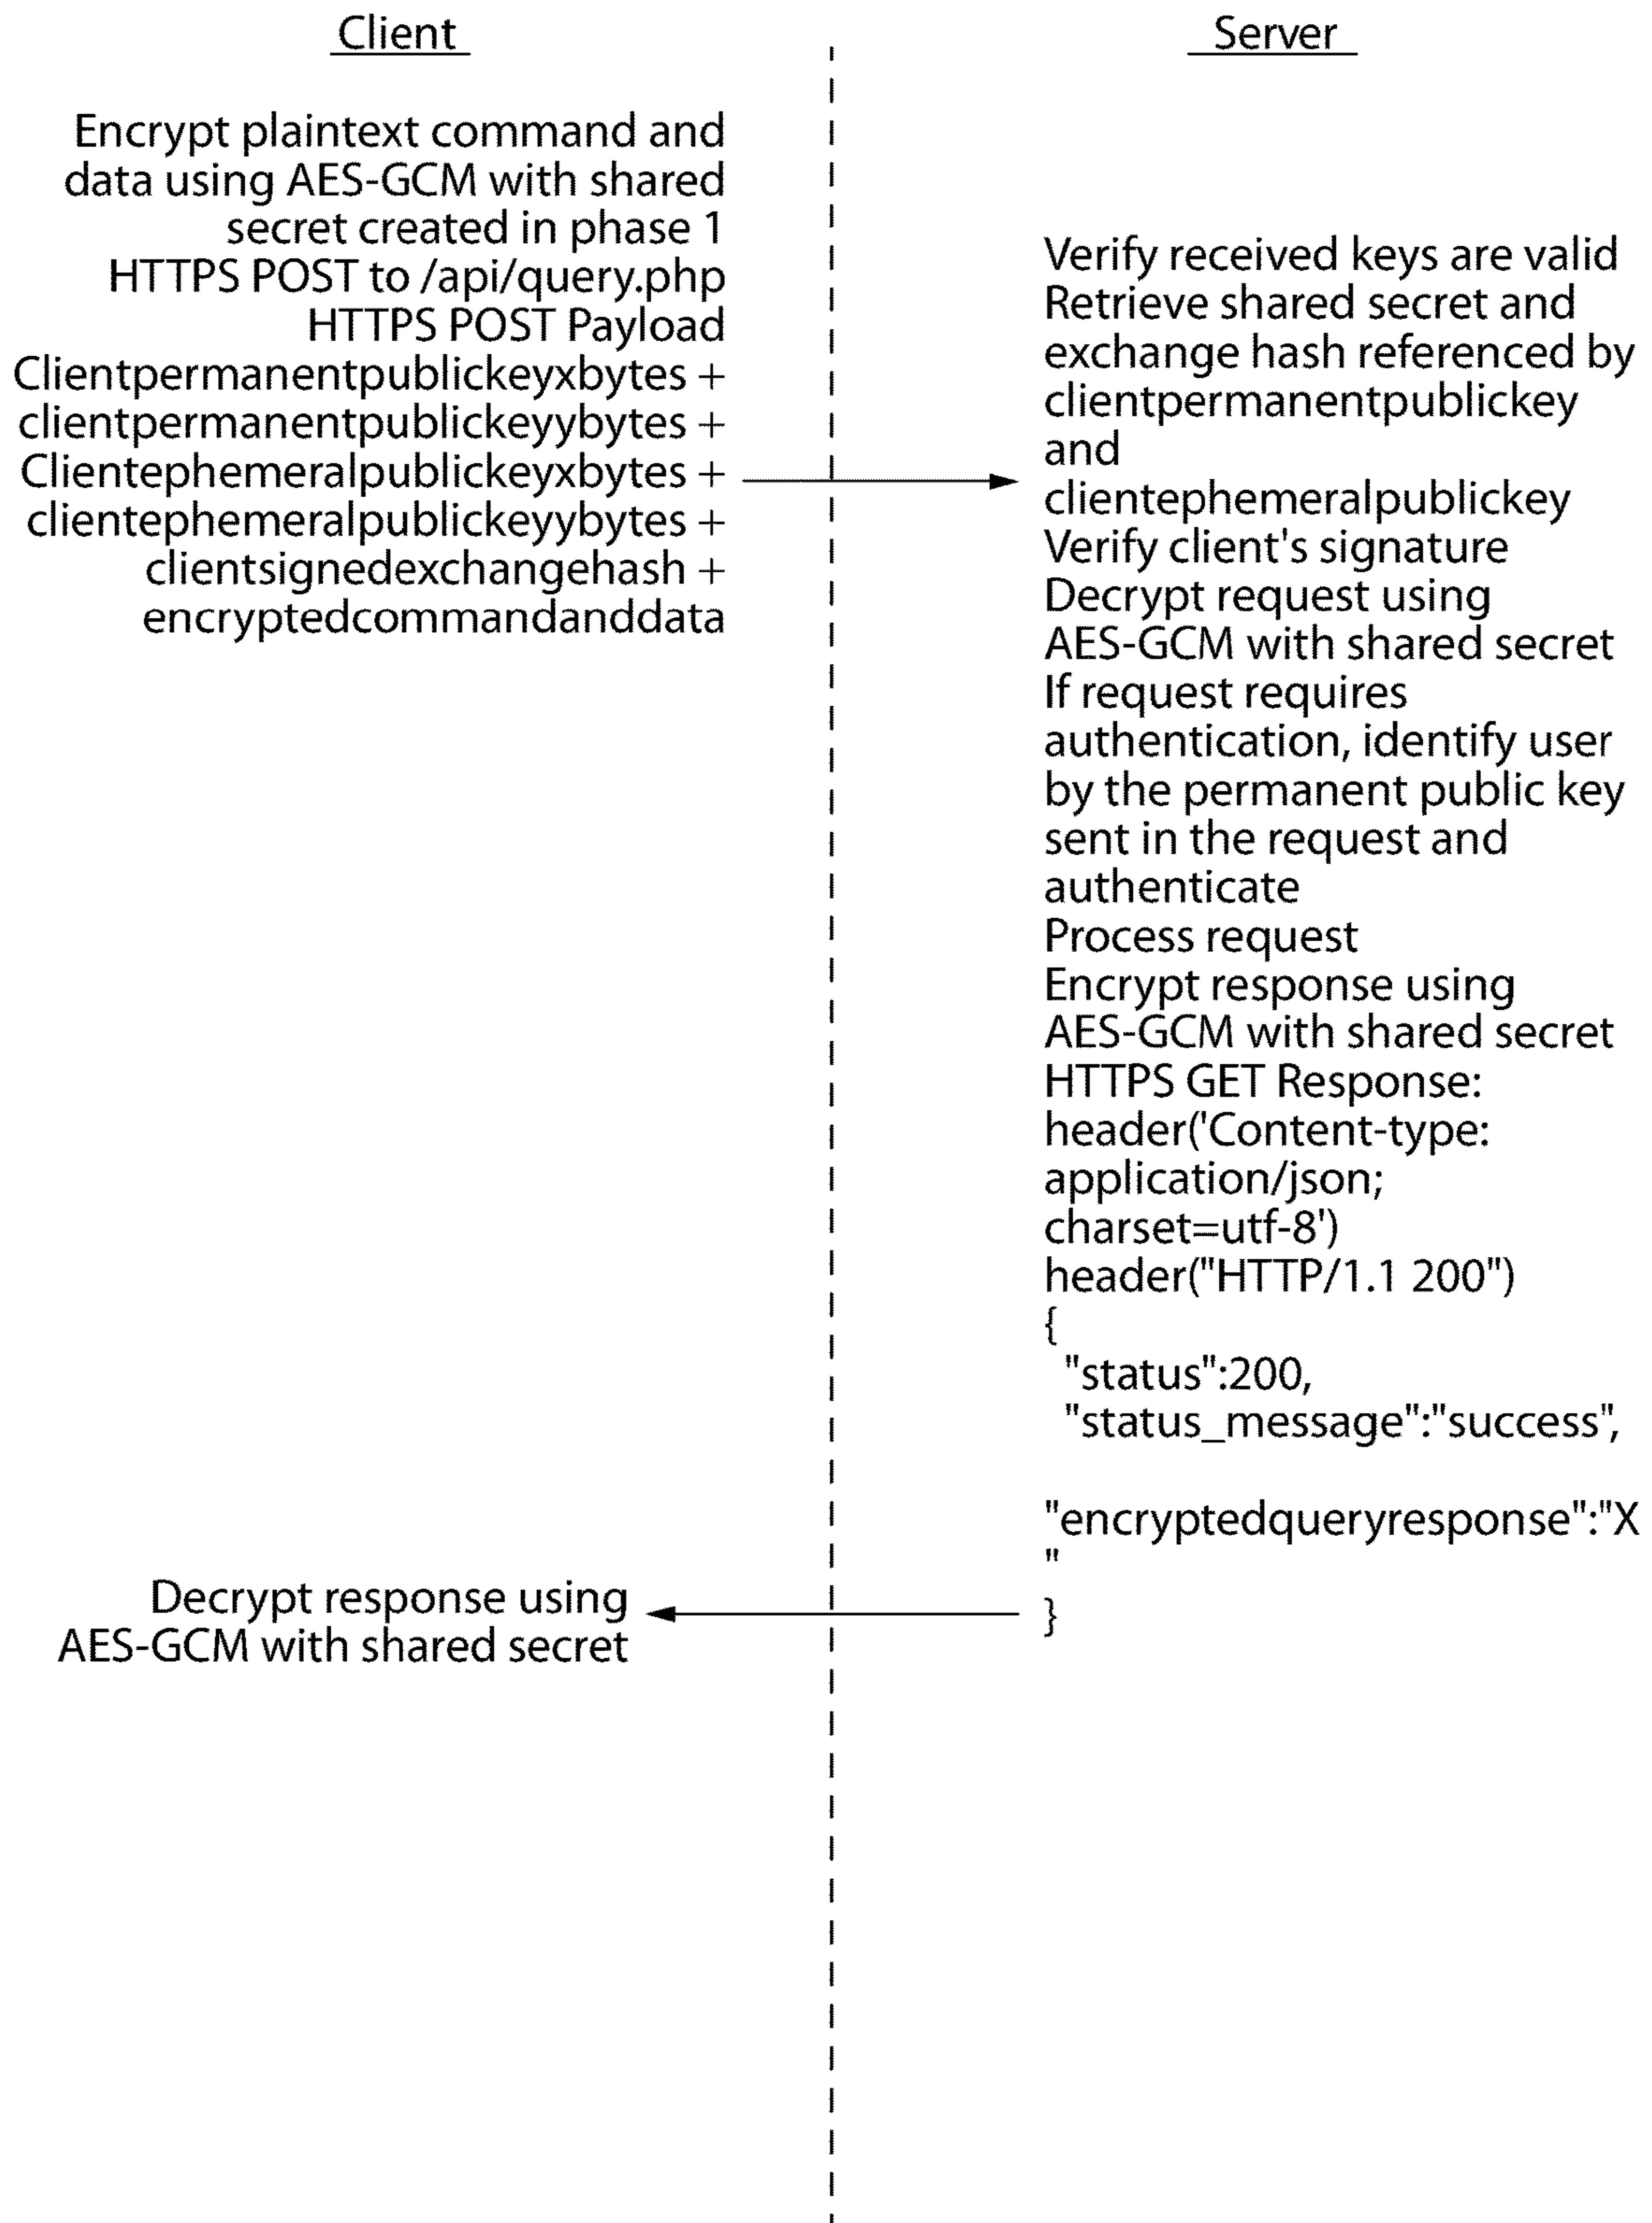 Client
Encrypt plaintext command and
data using AES-GCM with shared
secret created in phase 1
HTTPS POST to /api/query.php
HTTPS POST Payload
Clientpermanentpublickeyxbytes +
clientpermanentpublickeyybytes +
Clientephemeralpublickeyxbytes +
clientephemeralpublickeyybytes +
clientsignedexchangehash +
encryptedcommandanddata
Server
Verify received keys are valid
Retrieve shared secret and
exchange hash referenced by
clientpermanentpublickey
and
clientephemeralpublickey
Verify client's signature
Decrypt request using
AES-GCM with shared secret
If request requires
authentication, identify user
by the permanent public key
sent in the request and
authenticate
Process request
Encrypt response using
AES-GCM with shared secret
HTTPS GET Response:
header('Content-type:
application/json;
charset=utf-8')
header("HTTP/1.1 200")
{
"status":200,
"status_message":"success",
"encryptedqueryresponse":"X
"
}
Decrypt response using
AES-GCM with shared secret